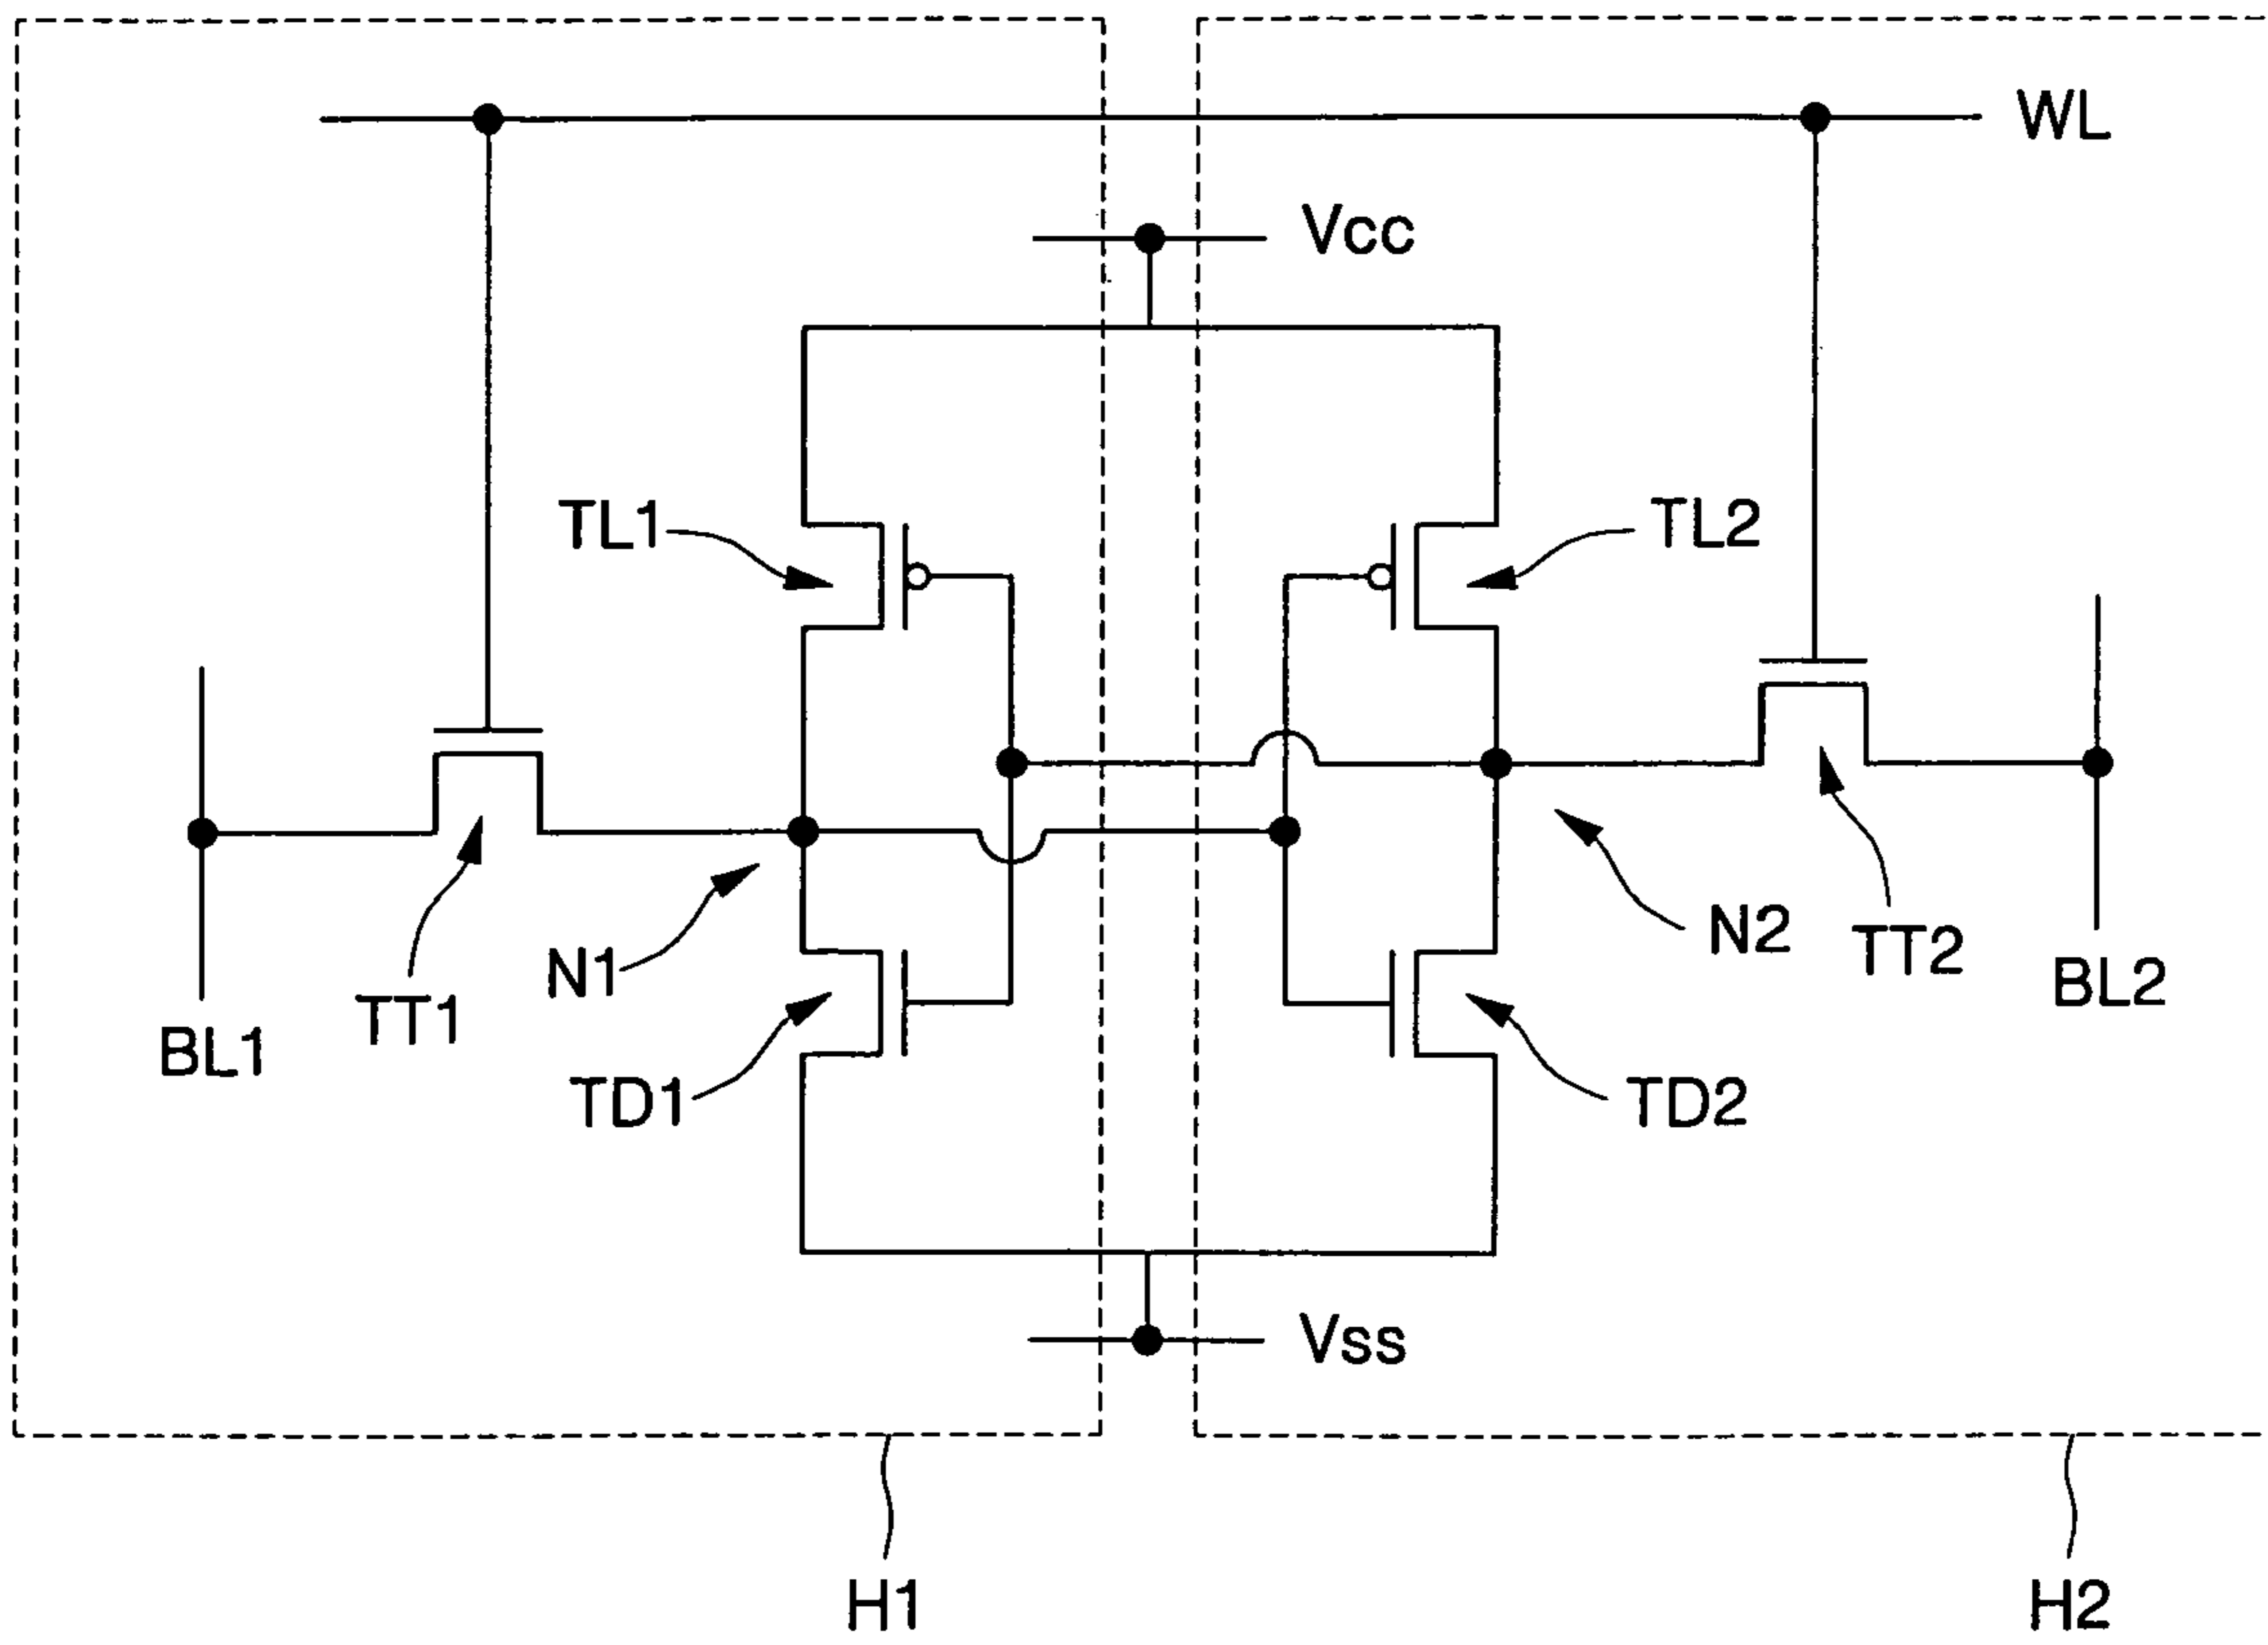 WL
Vcc
TL1
TL2
N1
N2
TT1
TT2
BL1
BL2
TD1
TD2
Vss
H1
H2